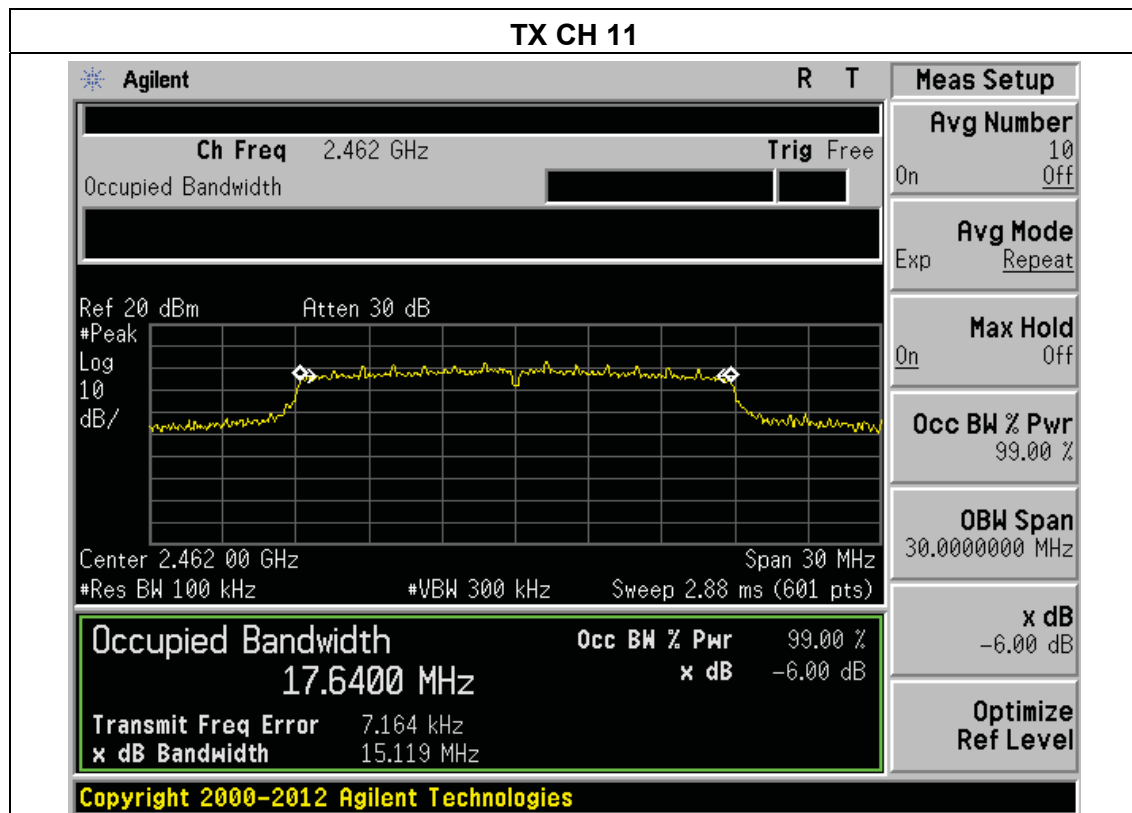 TX CH 11
Agilent R T
Ch Freq 2.462 GHz Trig Free
Occupied Bandwidth
Ref 20 dBm Atten 30 dB
#Peak
Log
10
dB/
Center 2.462 00 GHz Span 30 MHz
#Res BW 100 kHz #VBW 300 kHz Sweep 2.88 ms (601 pts)
Occupied Bandwidth Occ BW % Pwr 99.00 %
17.6400 MHz x dB -6.00 dB
Transmit Freq Error 7.164 kHz
x dB Bandwidth 15.119 MHz
Copyright 2000-2012 Agilent Technologies
Meas Setup
Avg Number
10
On Off
Avg Mode
Exp Repeat
Max Hold
On Off
Occ BW % Pwr
99.00 %
OBW Span
30.0000000 MHz
x dB
-6.00 dB
Optimize
Ref Level